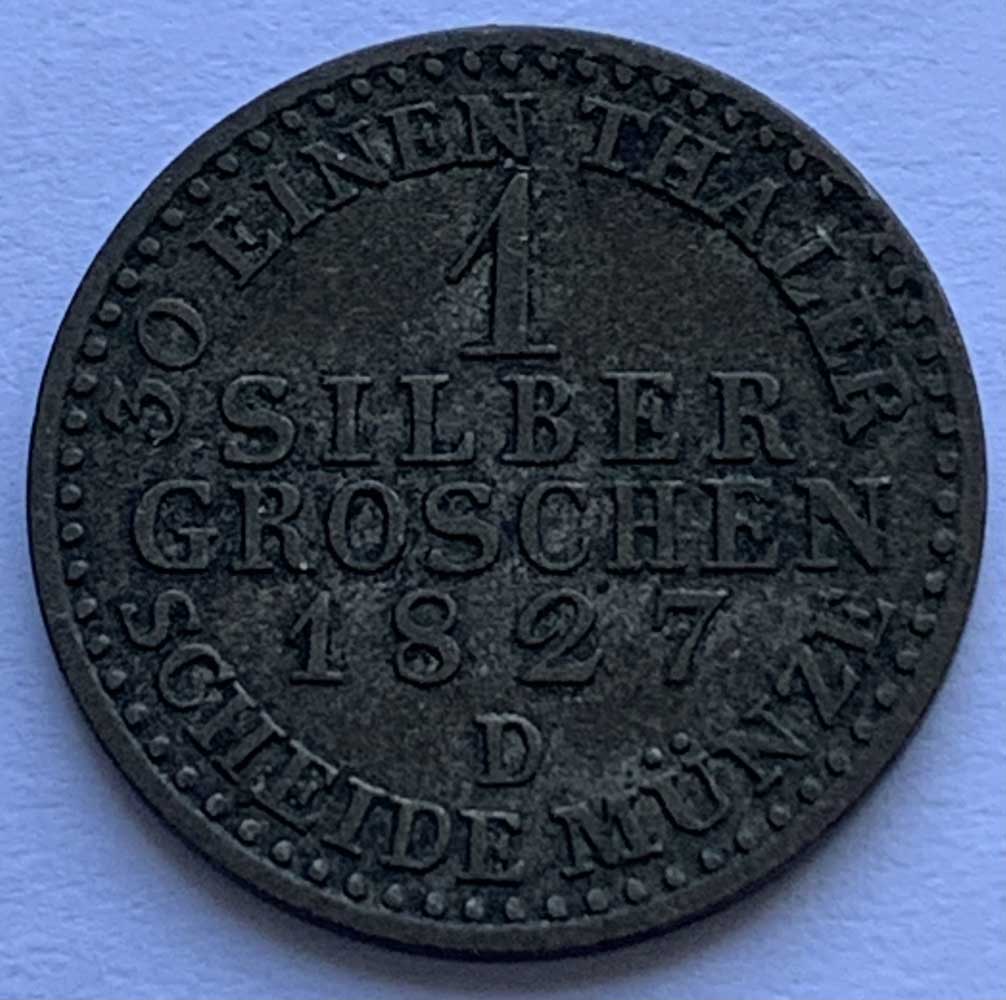 30 EINEN THALER
1
SILBER
GROSCHEN
1827
D
SCHEIDE MÜNZE